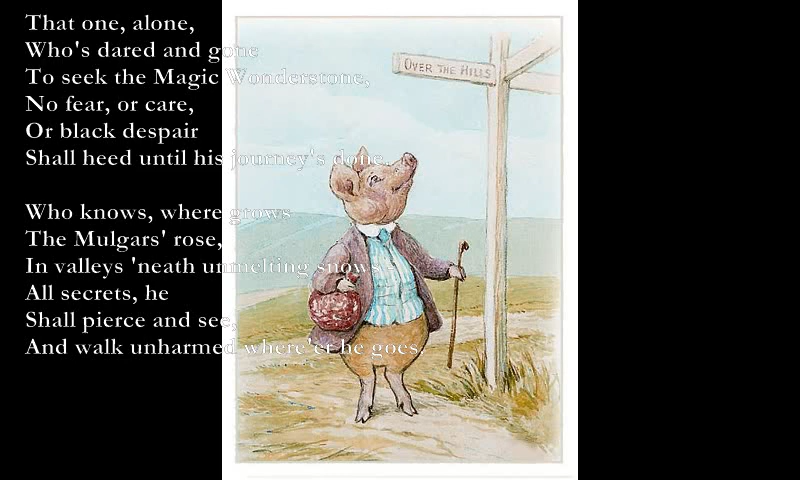 That one, alone,
Who's dared and gone
To seek the Magic Wonderstone,
No fear, or care,
Or black despair
Shall heed until his journey's done.
Who knows, where grows
The Mulgars' rose,
In valleys 'neath unmelting snows -
All secrets, he
Shall pierce and see,
And walk unharmed where'er he goes.
OVER THE HILLS